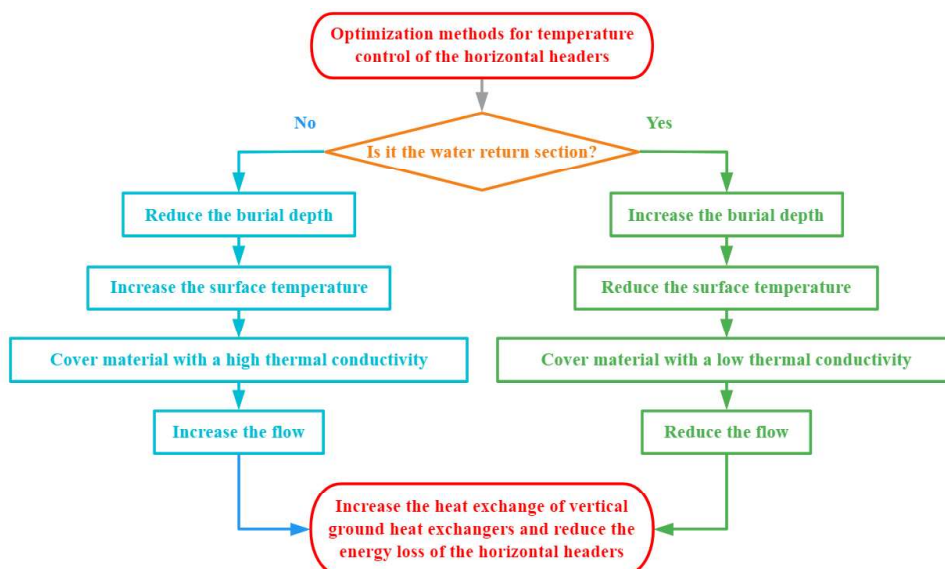 Optimization methods for temperature
control of the horizontal headers
No
Yes
Is it the water return section?
Reduce the burial depth
Increase the burial depth
Increase the surface temperature
Reduce the surface temperature
Cover material with a high thermal conductivity
Cover material with a low thermal conductivity
Increase the flow
Reduce the flow
Increase the heat exchange of vertical
ground heat exchangers and reduce the
energy loss of the horizontal headers